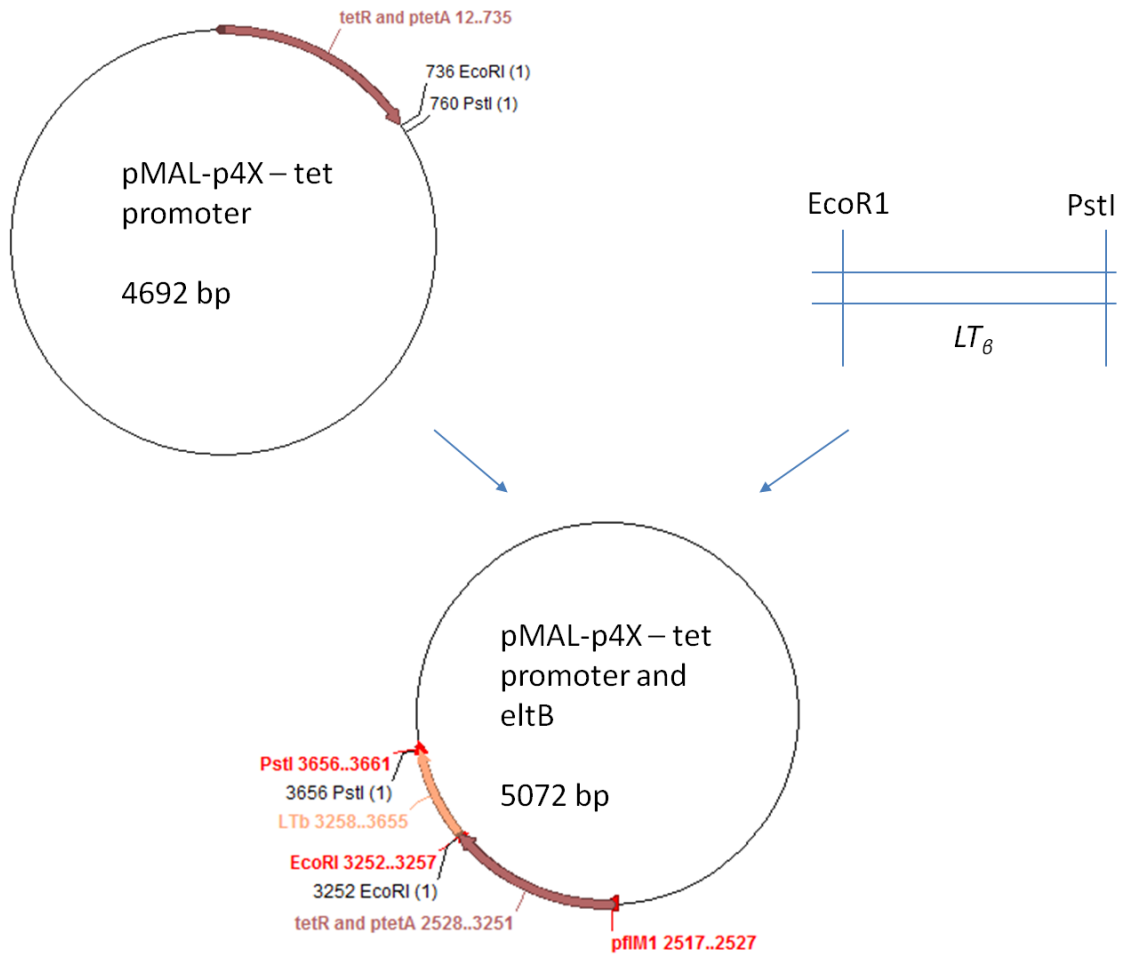 tetR and ptetA 12..735
736 EcoRI (1)
760 PstI (1)
pMAL-p4X – tet
promoter
4692 bp
EcoR1
PstI
LTβ
pMAL-p4X – tet
promoter and
eltB
5072 bp
PstI 3656..3661
3656 PstI (1)
LTb 3258..3655
EcoRI 3252..3257
3252 EcoRI (1)
tetR and ptetA 2528..3251
pflM1 2517..2527